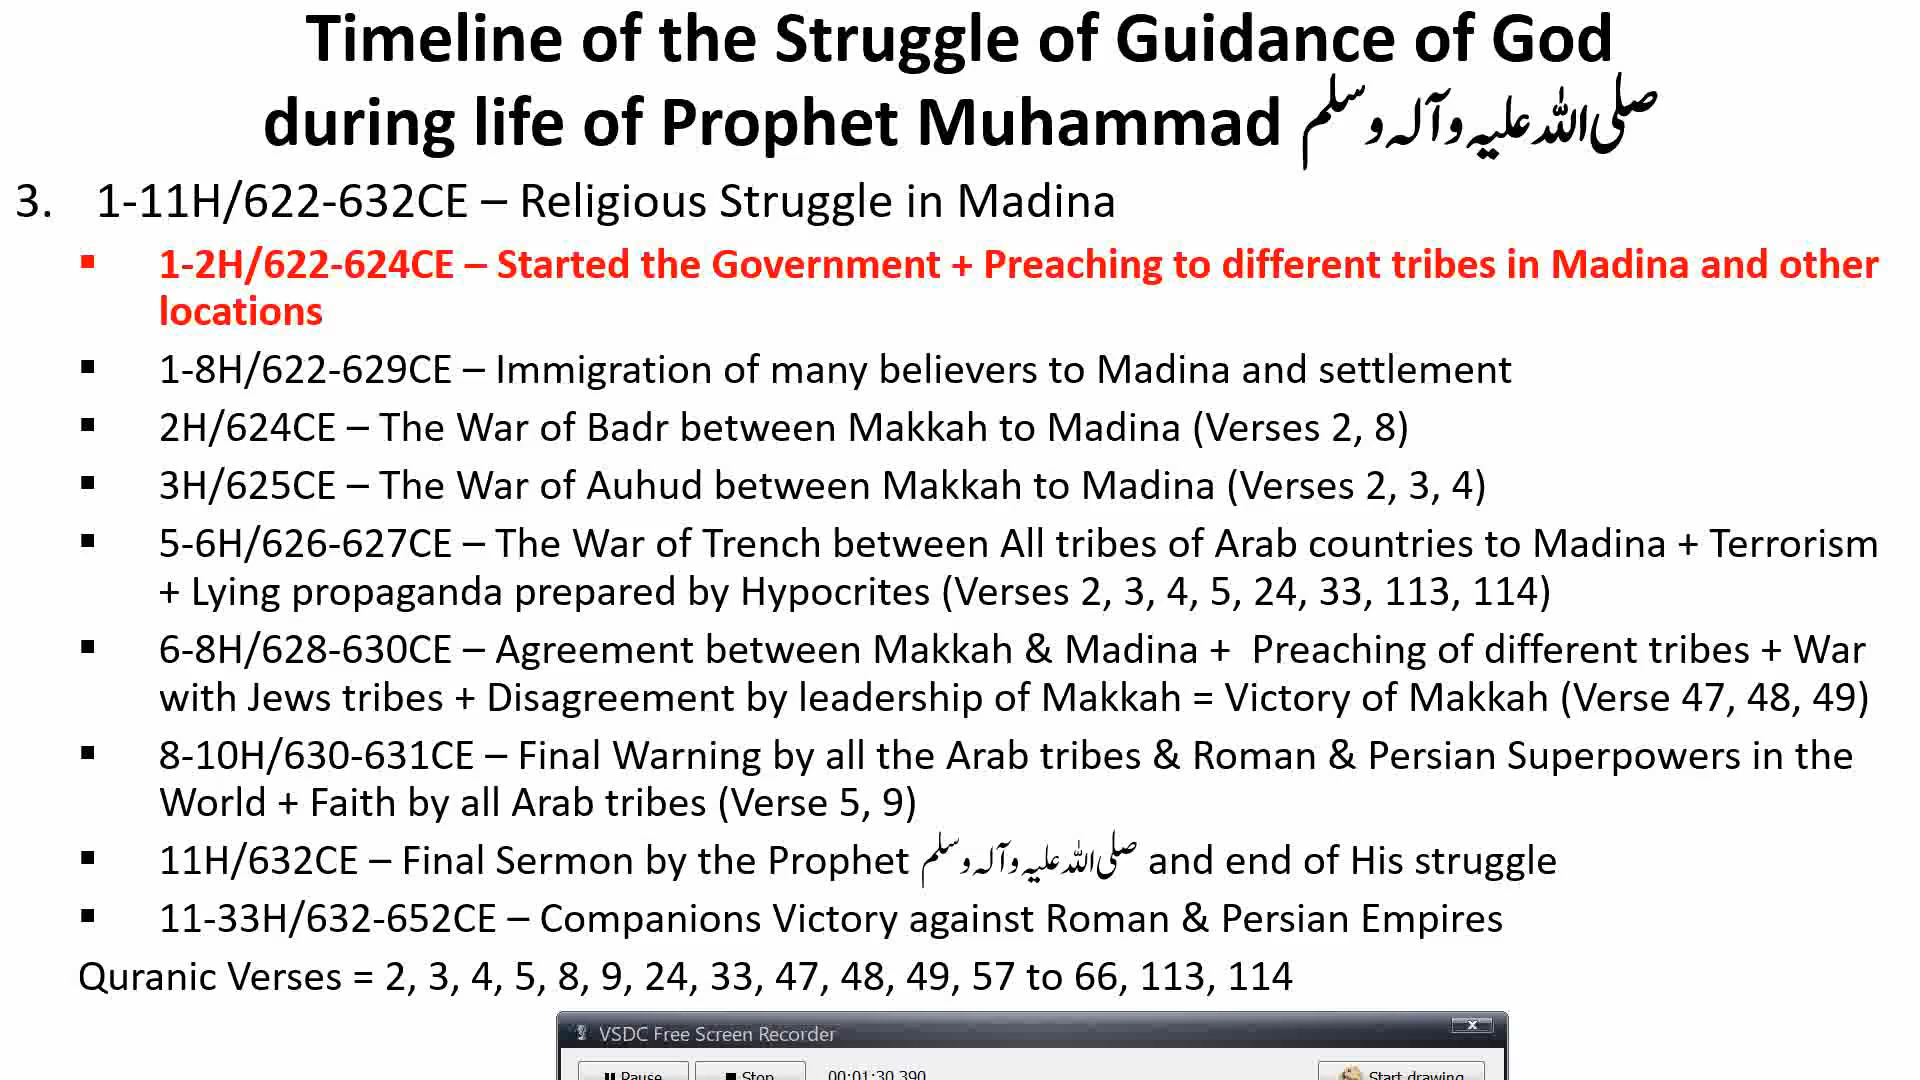 Timeline of the Struggle of Guidance of God
during life of Prophet Muhammad صلی اللہ علیہ وآلہ وسلم
3. 1-11H/622-632CE – Religious Struggle in Madina
▪ 1-2H/622-624CE – Started the Government + Preaching to different tribes in Madina and other
locations
▪ 1-8H/622-629CE – Immigration of many believers to Madina and settlement
▪ 2H/624CE – The War of Badr between Makkah to Madina (Verses 2, 8)
▪ 3H/625CE – The War of Auhud between Makkah to Madina (Verses 2, 3, 4)
▪ 5-6H/626-627CE – The War of Trench between All tribes of Arab countries to Madina + Terrorism
+ Lying propaganda prepared by Hypocrites (Verses 2, 3, 4, 5, 24, 33, 113, 114)
▪ 6-8H/628-630CE – Agreement between Makkah & Madina + Preaching of different tribes + War
with Jews tribes + Disagreement by leadership of Makkah = Victory of Makkah (Verse 47, 48, 49)
▪ 8-10H/630-631CE – Final Warning by all the Arab tribes & Roman & Persian Superpowers in the
World + Faith by all Arab tribes (Verse 5, 9)
▪ 11H/632CE – Final Sermon by the Prophet صلی اللہ علیہ وآلہ وسلم and end of His struggle
▪ 11-33H/632-652CE – Companions Victory against Roman & Persian Empires
Quranic Verses = 2, 3, 4, 5, 8, 9, 24, 33, 47, 48, 49, 57 to 66, 113, 114
VSDC Free Screen Recorder
Pause Stop 00:01:30.390 Start drawing